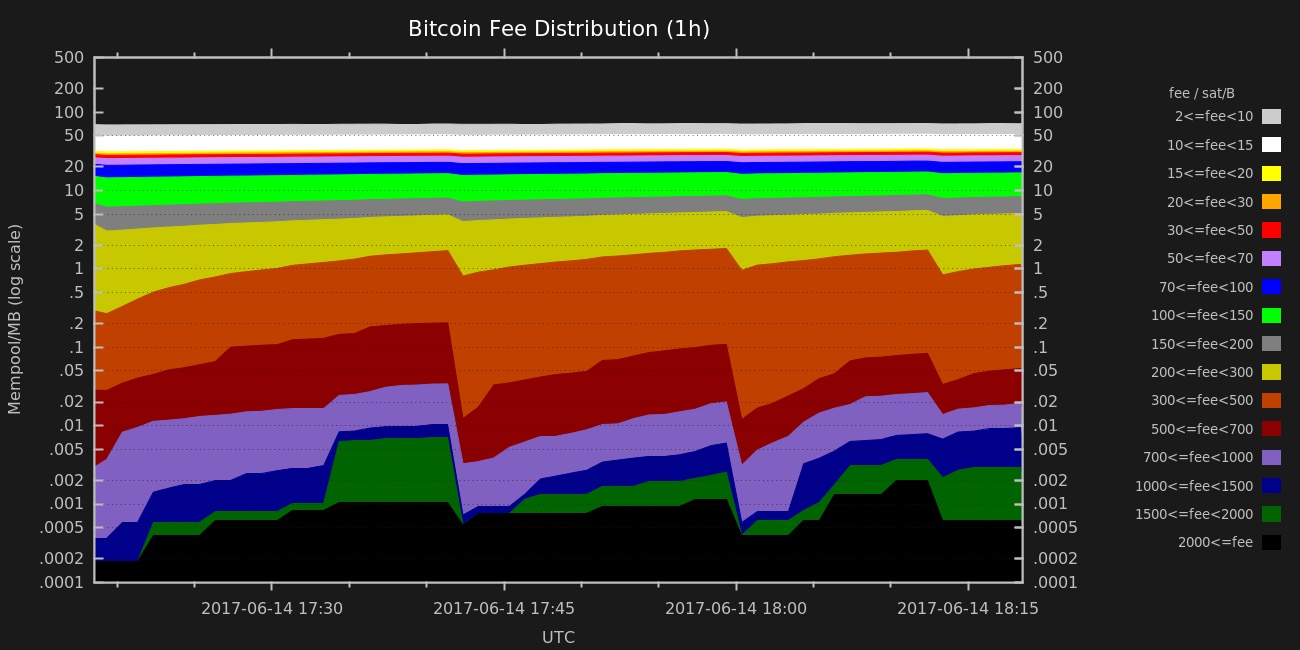 Bitcoin Fee Distribution (1h)
500
200
100
50
20
10
5
2
1
.5
.2
.1
.05
.02
.01
.005
.002
.001
.0005
.0002
.0001
Mempool/MB (log scale)
500
200
100
50
20
10
5
2
1
.5
.2
.1
.05
.02
.01
.005
.002
.001
.0005
.0002
.0001
2017-06-14 17:30
2017-06-14 17:45
2017-06-14 18:00
2017-06-14 18:15
UTC
fee / sat/B
2<=fee<10
10<=fee<15
15<=fee<20
20<=fee<30
30<=fee<50
50<=fee<70
70<=fee<100
100<=fee<150
150<=fee<200
200<=fee<300
300<=fee<500
500<=fee<700
700<=fee<1000
1000<=fee<1500
1500<=fee<2000
2000<=fee